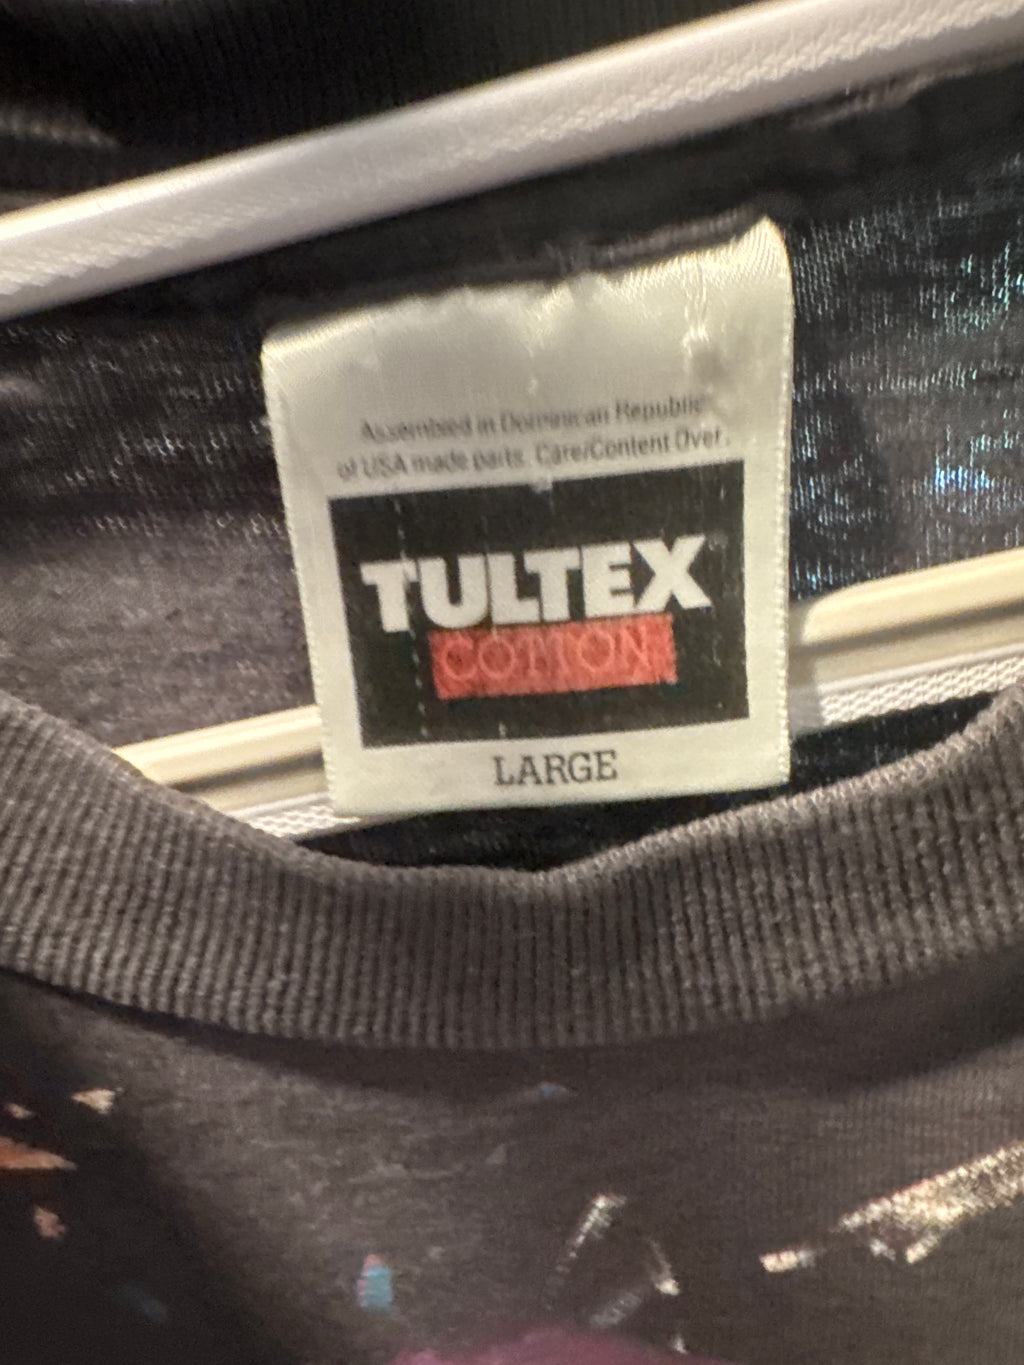 Assembled in Dominican Republic
of USA made parts. Care/Content Over.
TULTEX
COTTON
LARGE